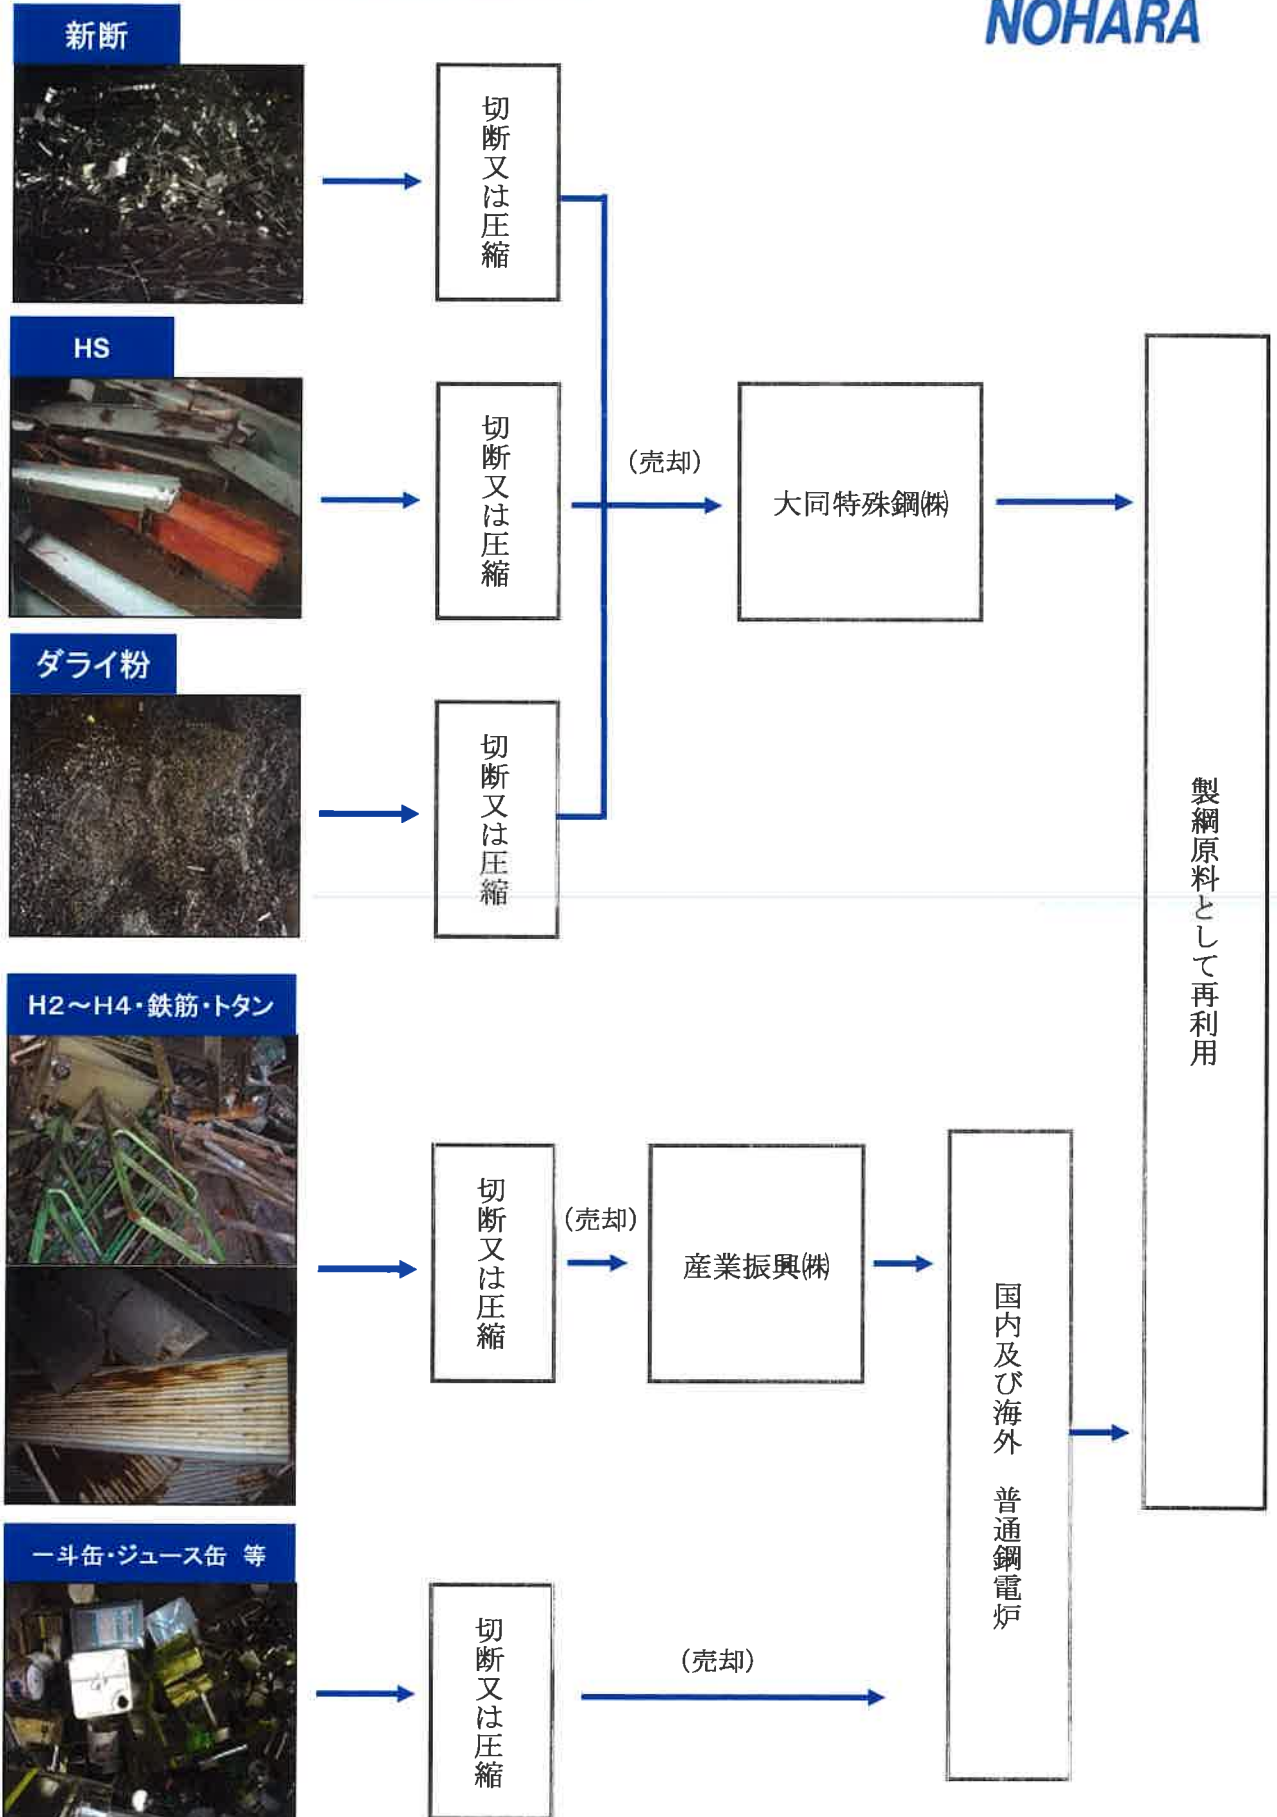 NOHARA
新断
切断又は圧縮
HS
切断又は圧縮
(売却)
大同特殊鋼㈱
ダライ粉
切断又は圧縮
製綱原料として再利用
H2～H4・鉄筋・トタン
切断又は圧縮
(売却)
産業振興㈱
国内及び海外　普通鋼電炉
一斗缶・ジュース缶　等
切断又は圧縮
(売却)